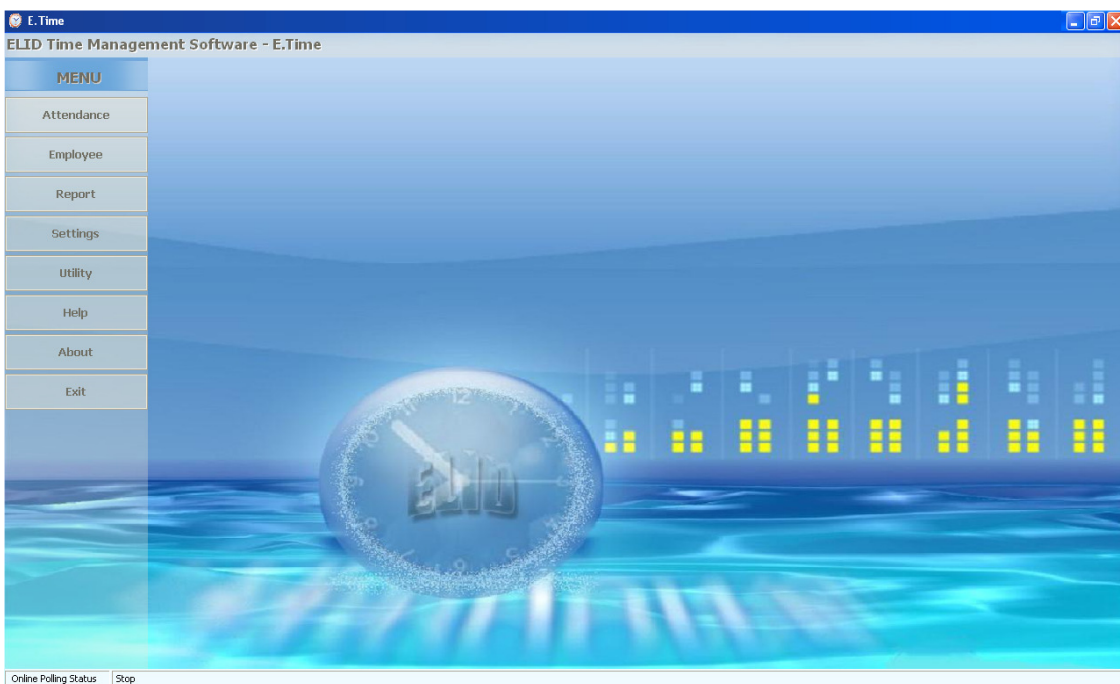 E.Time
ELID Time Management Software - E.Time
MENU
Attendance
Employee
Report
Settings
Utility
Help
About
Exit
12
ELID
Online Polling Status Stop